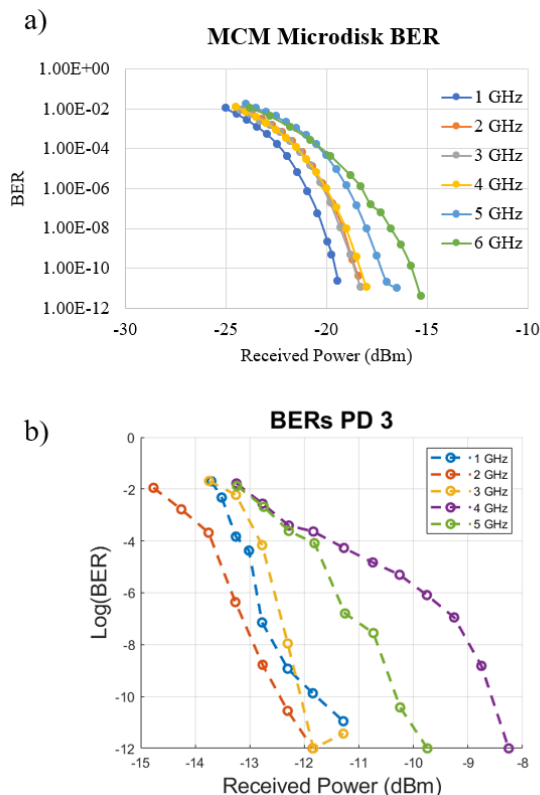 a)
MCM Microdisk BER
1.00E+00
1.00E-02
1.00E-04
1.00E-06
1.00E-08
1.00E-10
1.00E-12
BER
-30 -25 -20 -15 -10
Received Power (dBm)
1 GHz
2 GHz
3 GHz
4 GHz
5 GHz
6 GHz
b)
BERs PD 3
0
-2
-4
-6
-8
-10
-12
Log(BER)
-15 -14 -13 -12 -11 -10 -9 -8
Received Power (dBm)
1 GHz
2 GHz
3 GHz
4 GHz
5 GHz